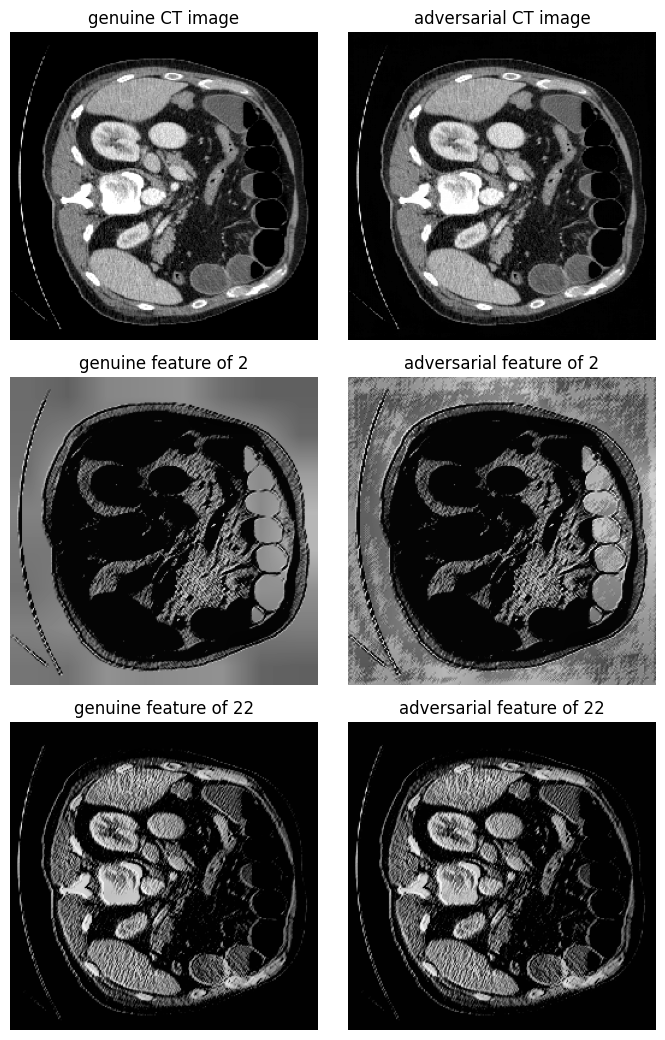 genuine CT image
adversarial CT image
genuine feature of 2
adversarial feature of 2
genuine feature of 22
adversarial feature of 22